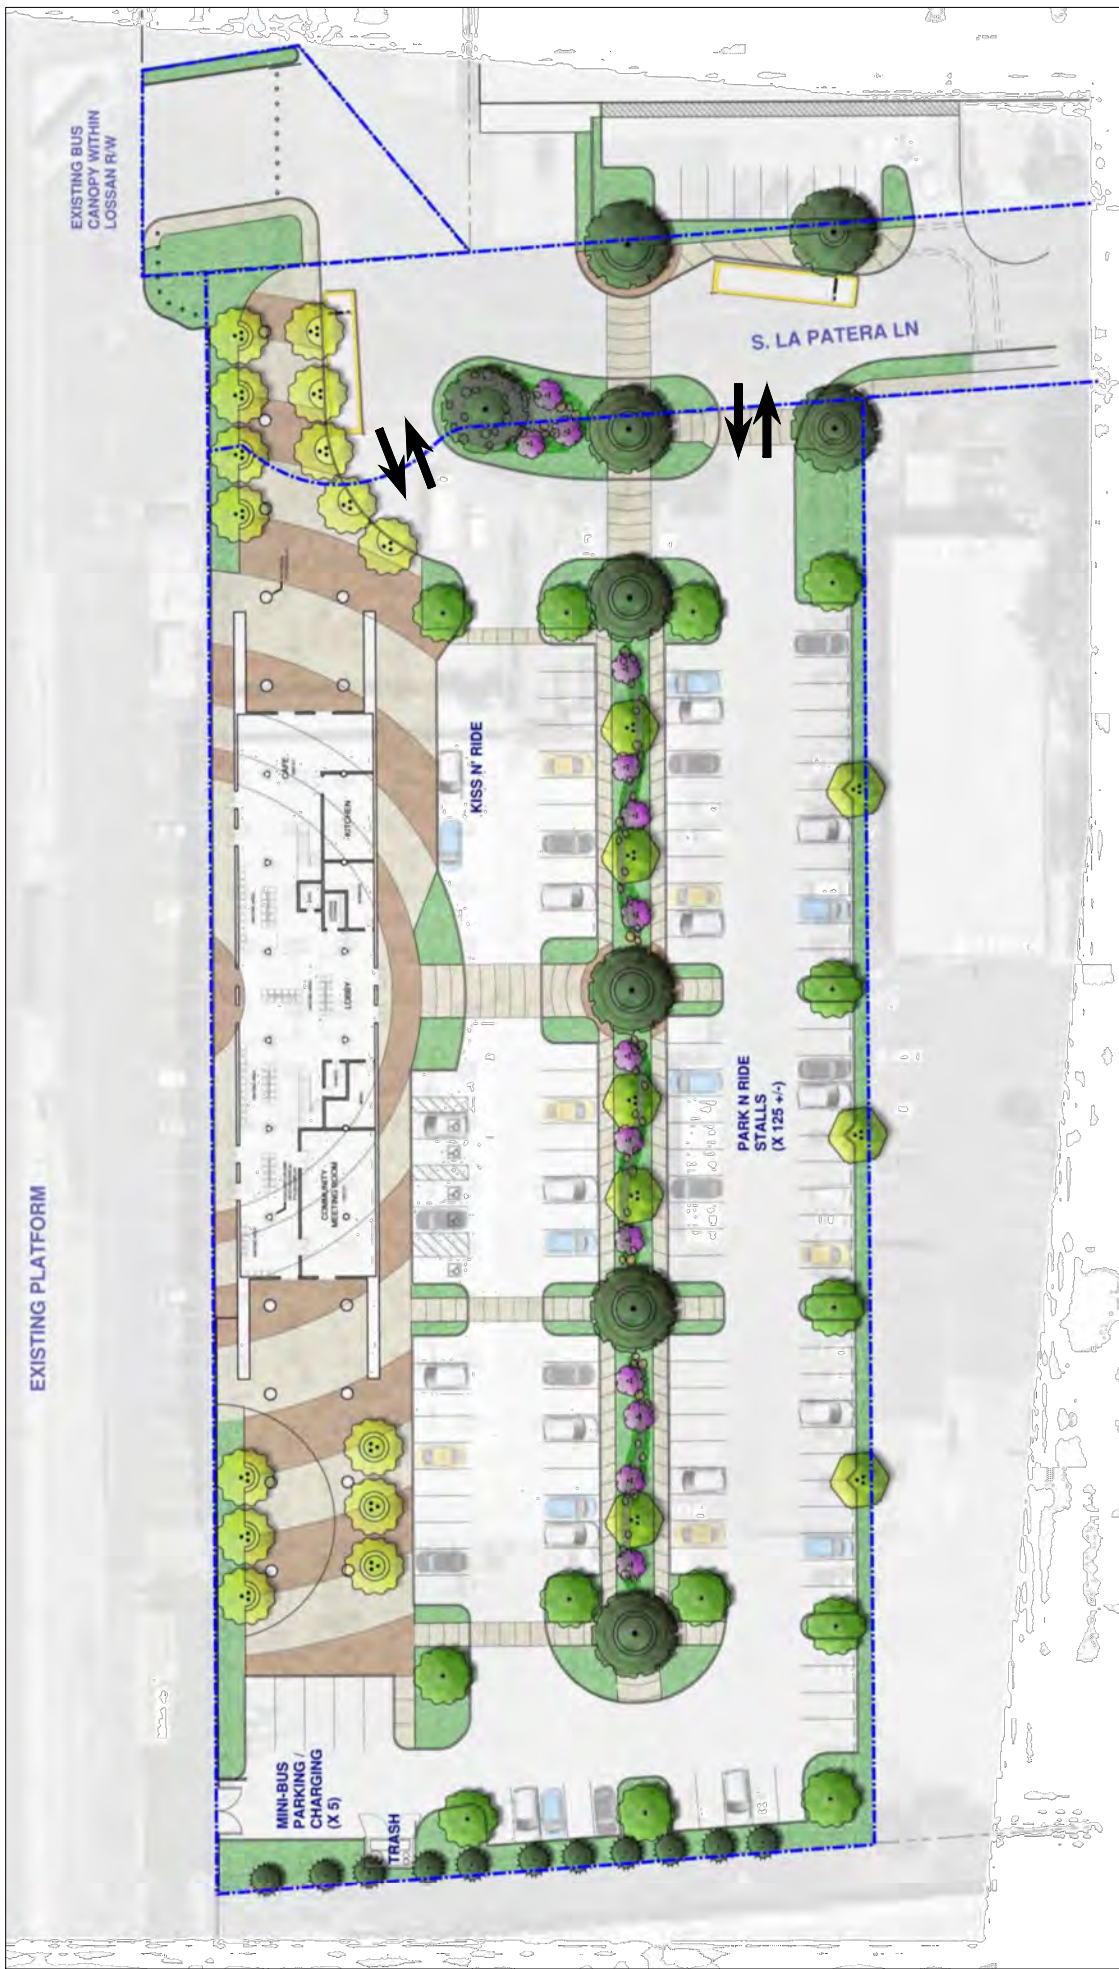 EXISTING BUS
CANOPY WITHIN
LOSSAN R/W
S. LA PATERA LN
KISS N' RIDE
CAFE
KITCHEN
LOBBY
COMMUNITY
MEETING ROOM
PARK N RIDE
STALLS
(X 125 +/-)
EXISTING PLATFORM
MINI-BUS
PARKING /
CHARGING
(X 5)
TRASH